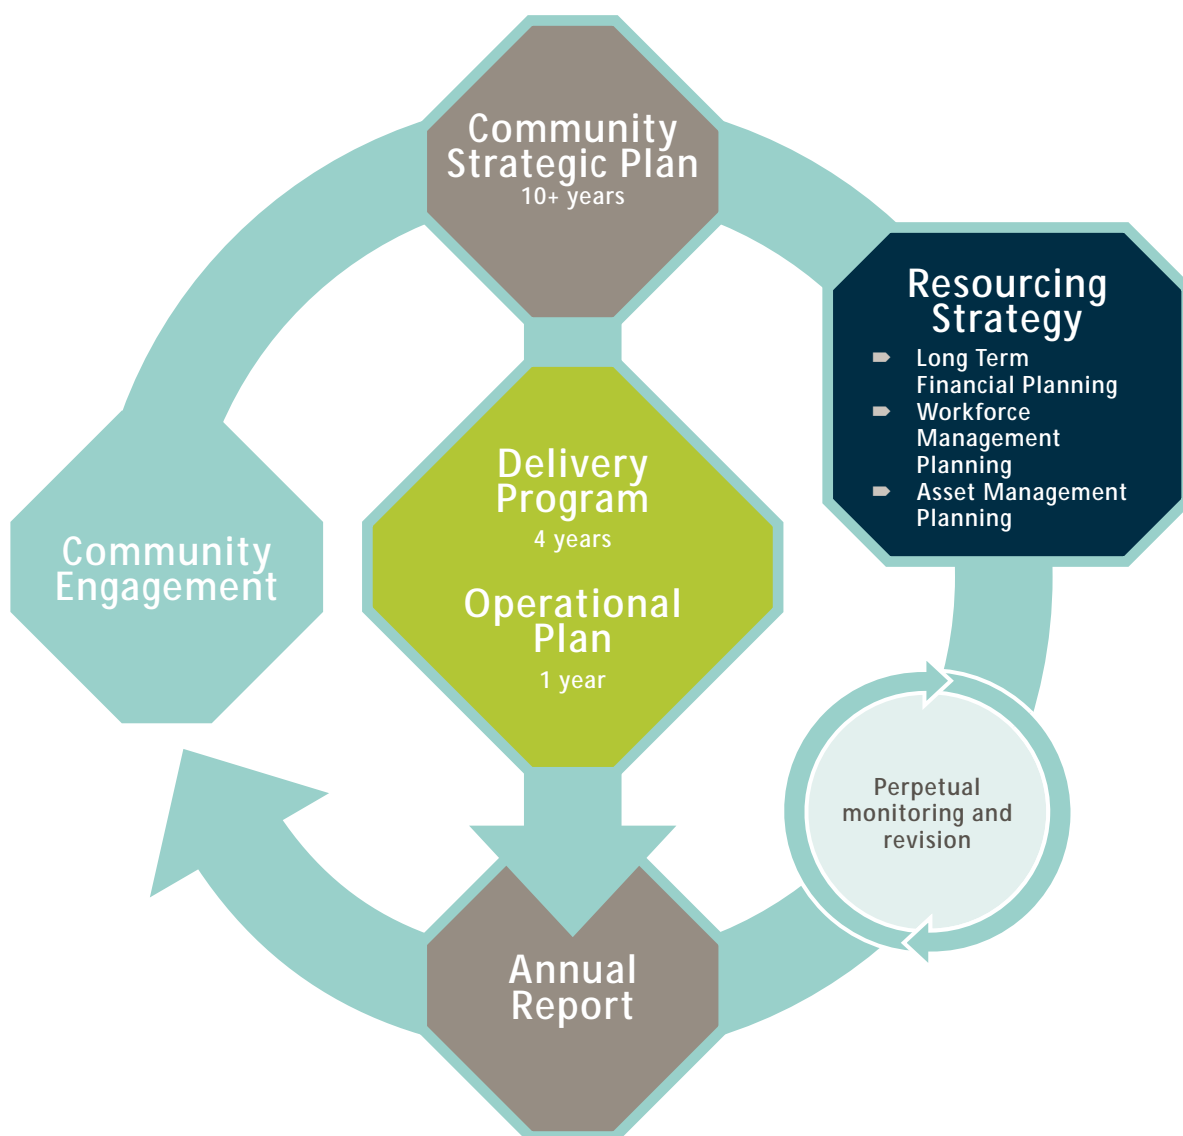 Community
Strategic Plan
10+ years
Resourcing
Strategy
Long Term
Financial Planning
Workforce
Management
Planning
Asset Management
Planning
Delivery
Program
4 years
Operational
Plan
1 year
Community
Engagement
Perpetual
monitoring and
revision
Annual
Report